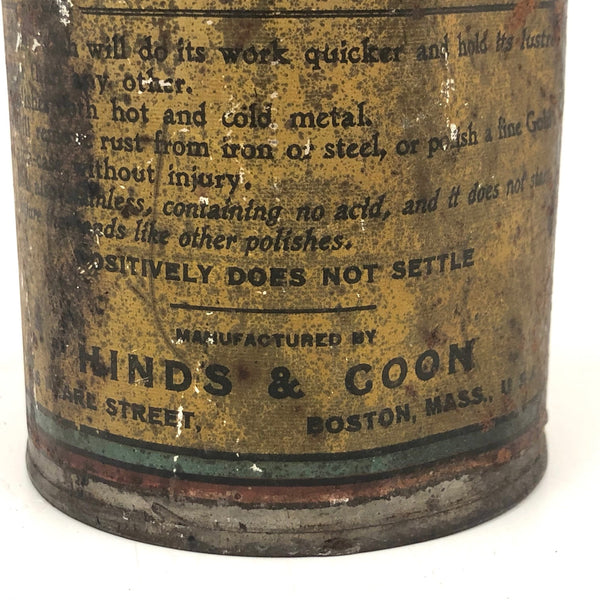 will do its work quicker and hold its lustre
any other.
hot and cold metal.
rust from iron or steel, or polish a fine Gold
without injury.
containing no acid, and it does not
like other polishes.
POSITIVELY DOES NOT SETTLE
MANUFACTURED BY
HINDS & COON
STREET, BOSTON, MASS., U